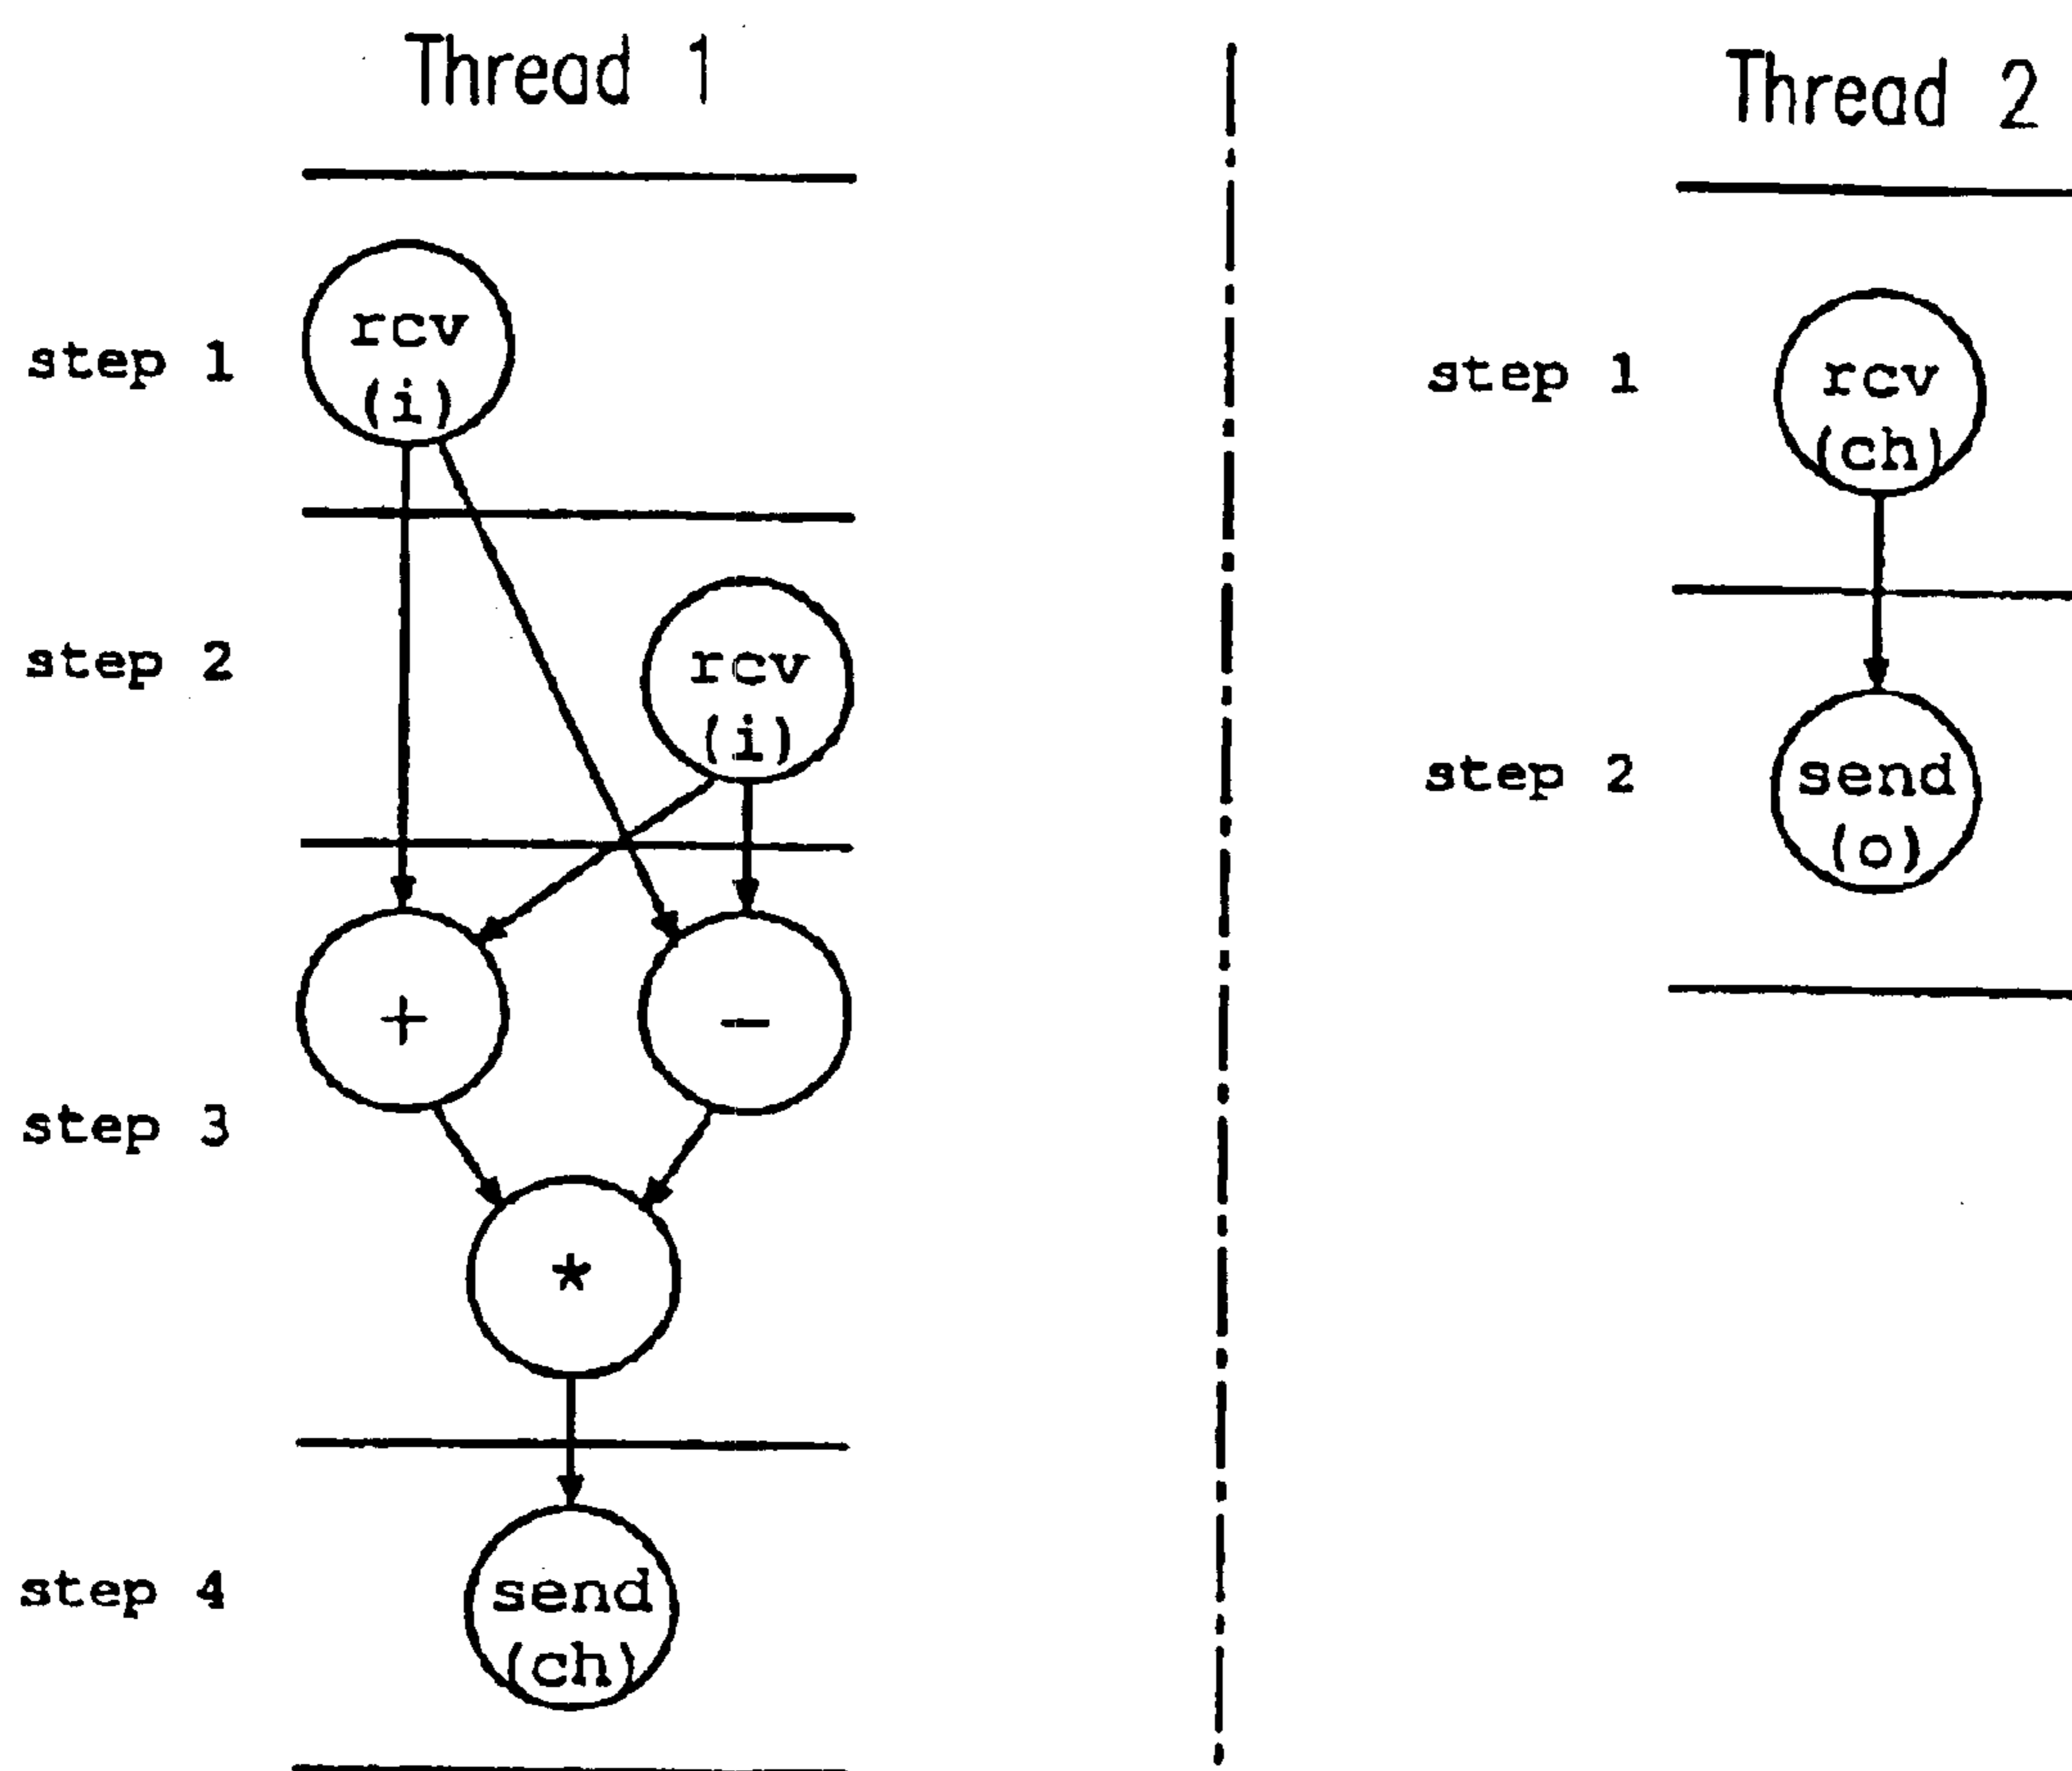 Thread 1
step 1
rcv
(i)
step 2
rcv
(i)
+
−
step 3
*
step 4
send
(ch)
Thread 2
step 1
rcv
(ch)
step 2
send
(o)